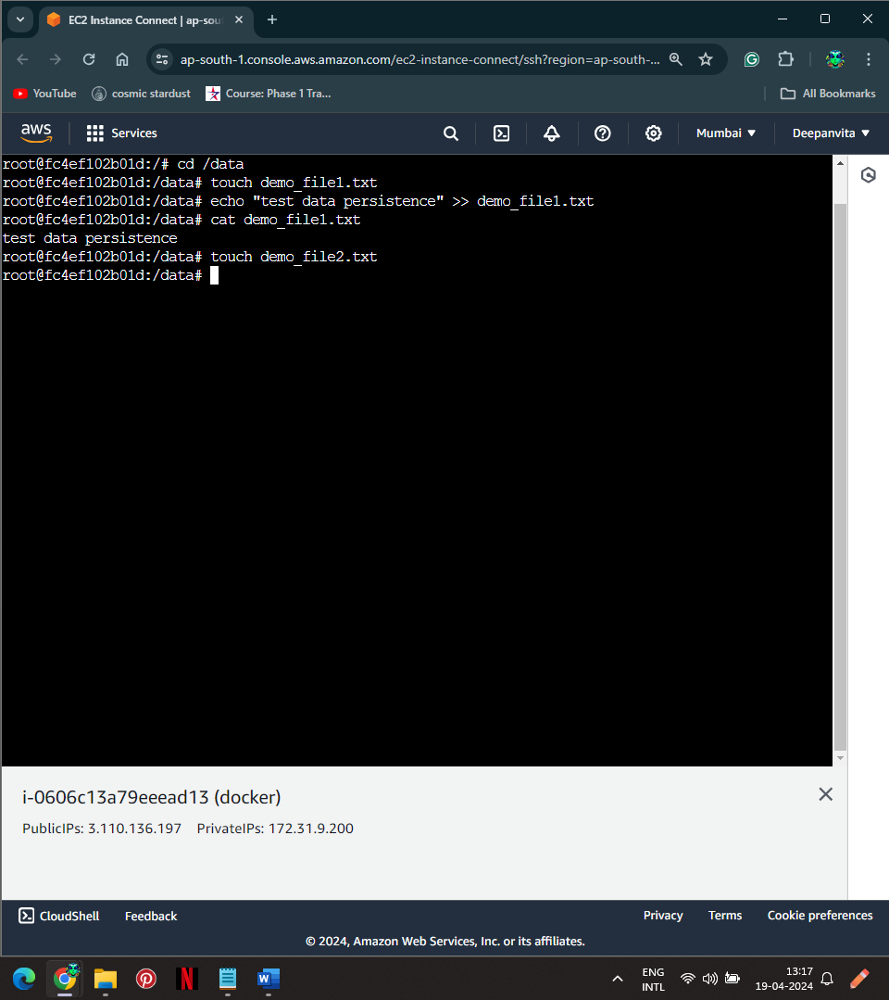 EC2 Instance Connect | ap-sou
ap-south-1.console.aws.amazon.com/ec2-instance-connect/ssh?region=ap-south-...
YouTube cosmic stardust Course: Phase 1 Tra... All Bookmarks
aws Services Mumbai Deepanvita
root@fc4ef102b01d:/# cd /data
root@fc4ef102b01d:/data# touch demo_file1.txt
root@fc4ef102b01d:/data# echo "test data persistence" >> demo_file1.txt
root@fc4ef102b01d:/data# cat demo_file1.txt
test data persistence
root@fc4ef102b01d:/data# touch demo_file2.txt
root@fc4ef102b01d:/data#
i-0606c13a79eeead13 (docker)
PublicIPs: 3.110.136.197 PrivateIPs: 172.31.9.200
CloudShell Feedback Privacy Terms Cookie preferences
© 2024, Amazon Web Services, Inc. or its affiliates.
ENG 13:17
INTL 19-04-2024